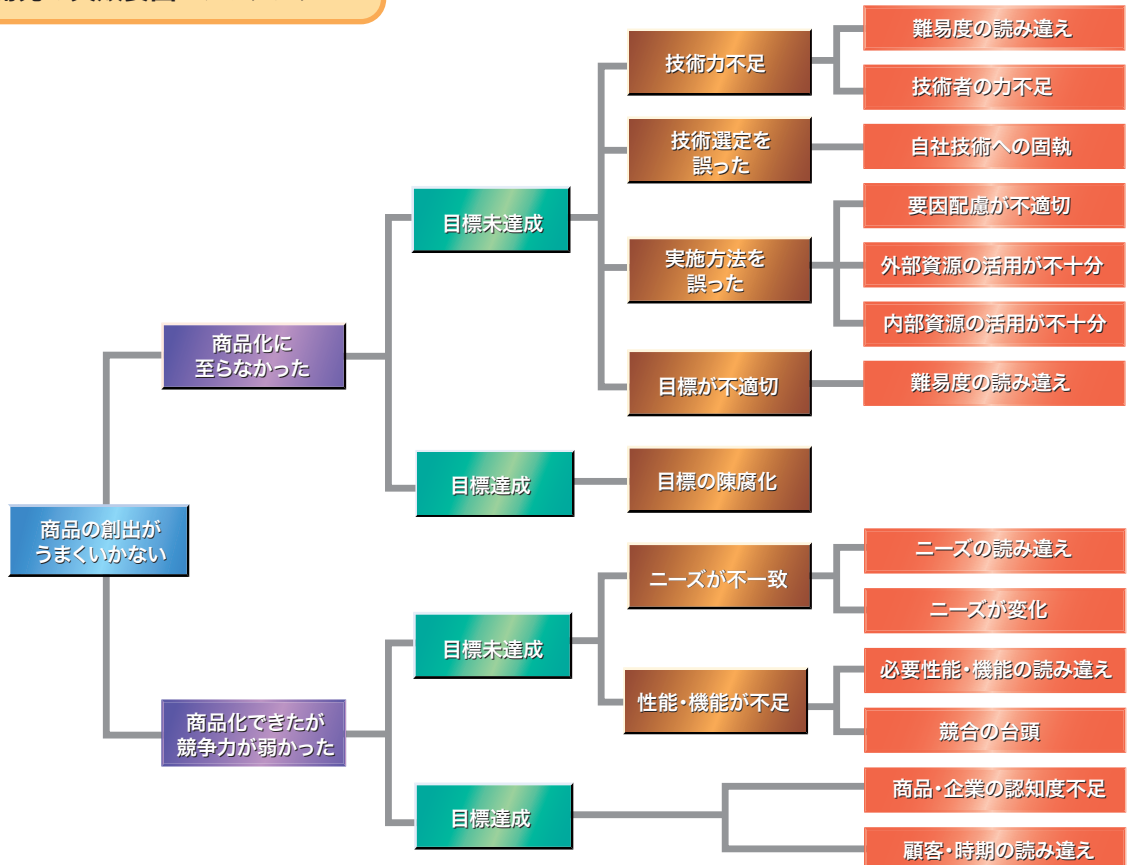 商品の創出が
うまくいかない
商品化に
至らなかった
目標未達成
技術力不足
難易度の読み違え
技術者の力不足
技術選定を
誤った
自社技術への固執
実施方法を
誤った
要因配慮が不適切
外部資源の活用が不十分
内部資源の活用が不十分
目標が不適切
難易度の読み違え
目標達成
目標の陳腐化
商品化できたが
競争力が弱かった
目標未達成
ニーズが不一致
ニーズの読み違え
ニーズが変化
性能・機能が不足
必要性能・機能の読み違え
競合の台頭
目標達成
商品・企業の認知度不足
顧客・時期の読み違え